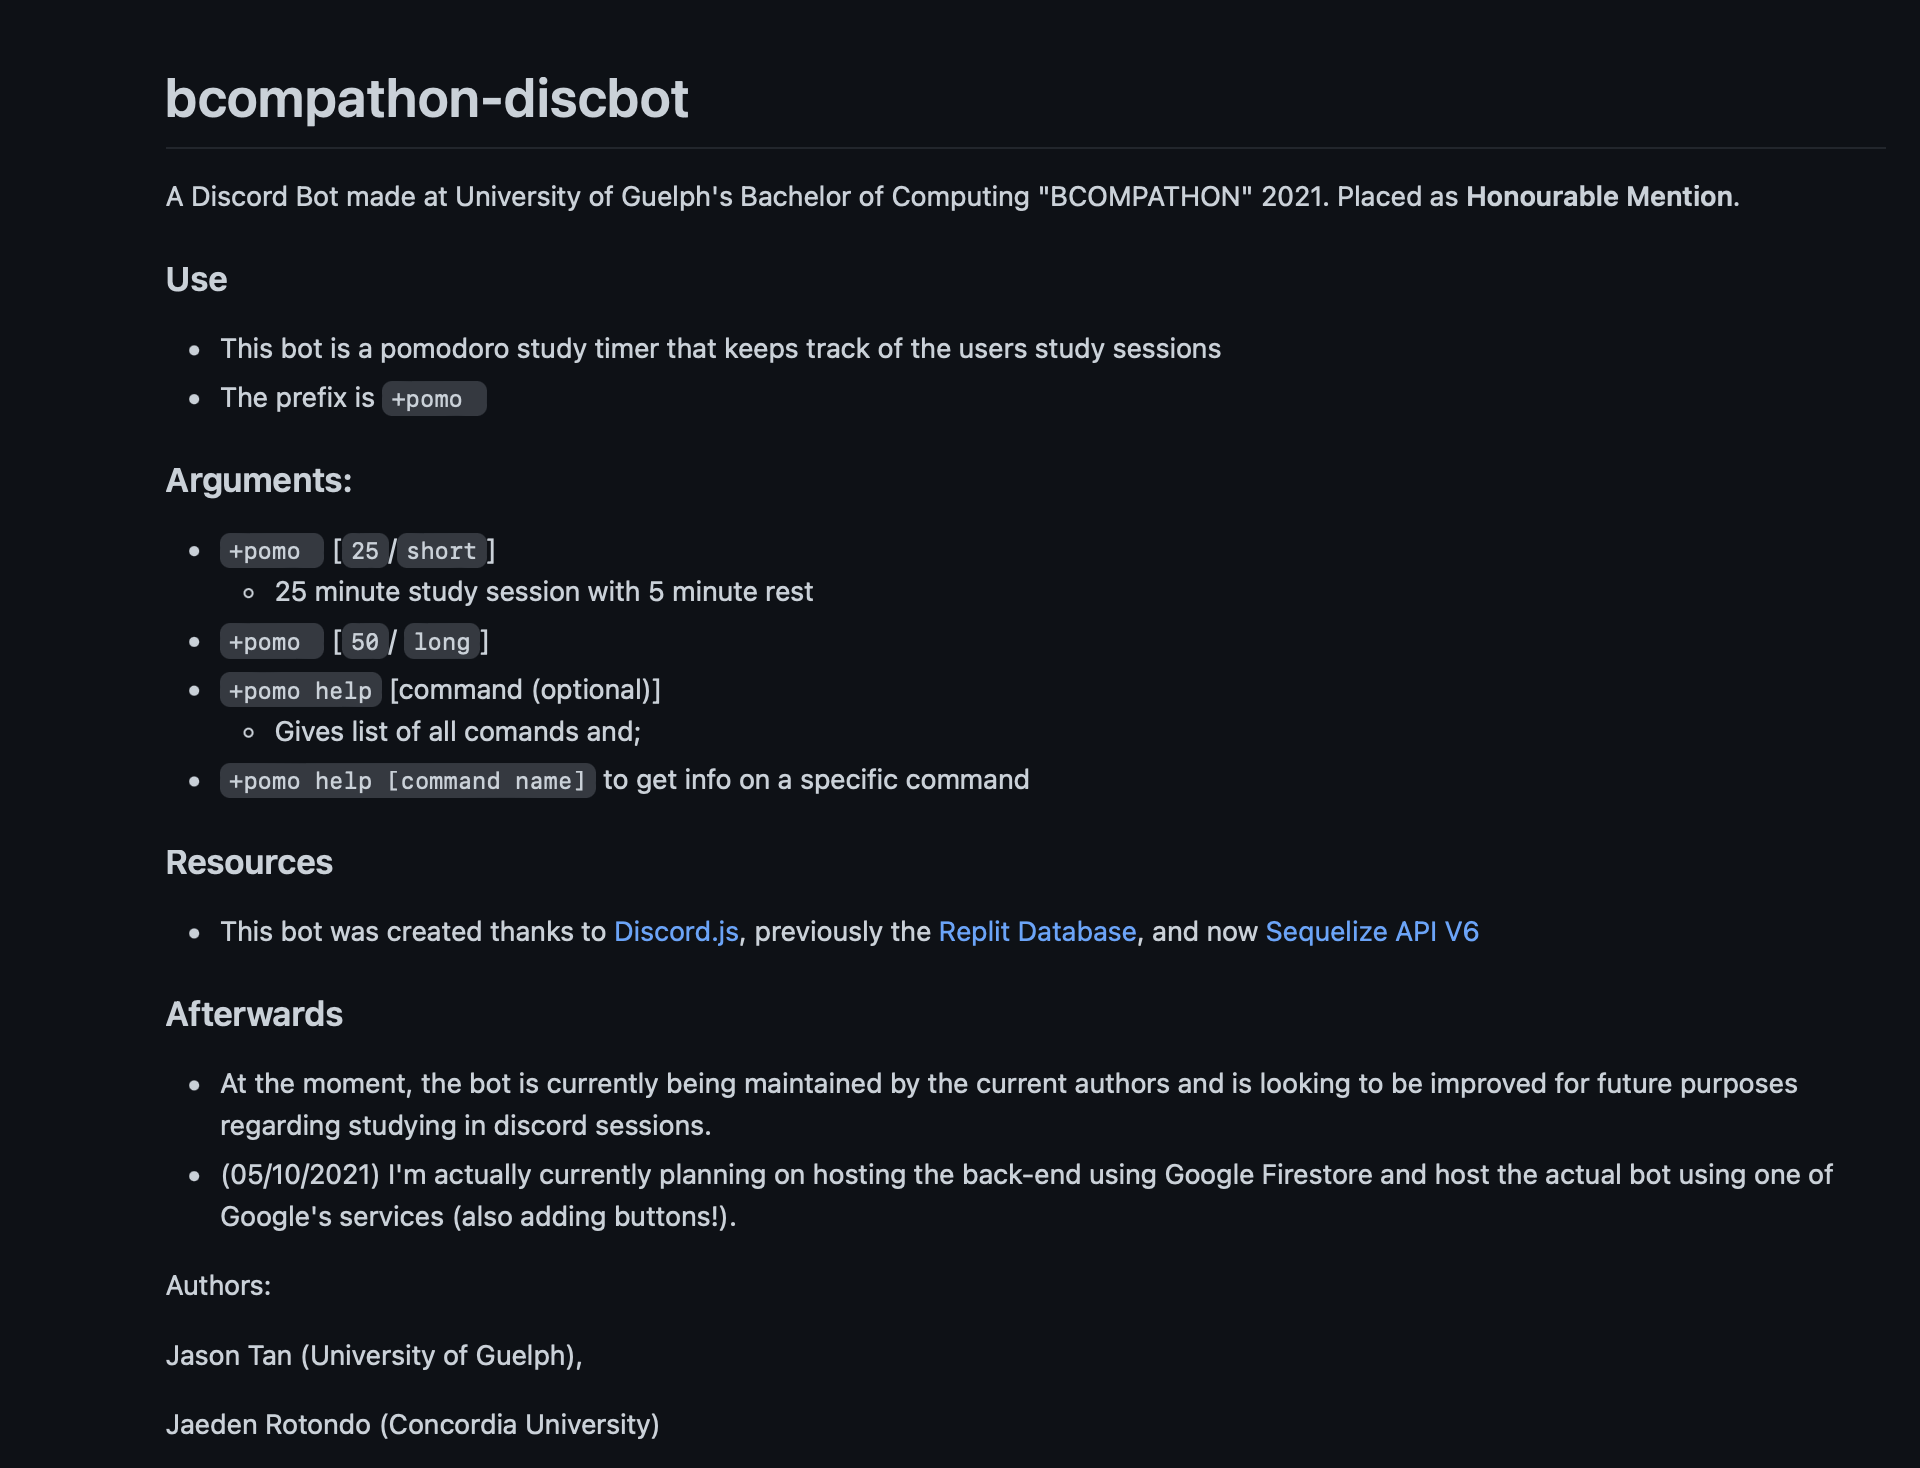 bcompathon-discbot
A Discord Bot made at University of Guelph's Bachelor of Computing "BCOMPATHON" 2021. Placed as Honourable Mention.
Use
This bot is a pomodoro study timer that keeps track of the users study sessions
The prefix is +pomo
Arguments:
+pomo [25/short]
25 minute study session with 5 minute rest
+pomo [50/ long]
+pomo help [command (optional)]
Gives list of all comands and;
+pomo help [command name] to get info on a specific command
Resources
This bot was created thanks to Discord.js, previously the Replit Database, and now Sequelize API V6
Afterwards
At the moment, the bot is currently being maintained by the current authors and is looking to be improved for future purposes
regarding studying in discord sessions.
(05/10/2021) I'm actually currently planning on hosting the back-end using Google Firestore and host the actual bot using one of
Google's services (also adding buttons!).
Authors:
Jason Tan (University of Guelph),
Jaeden Rotondo (Concordia University)